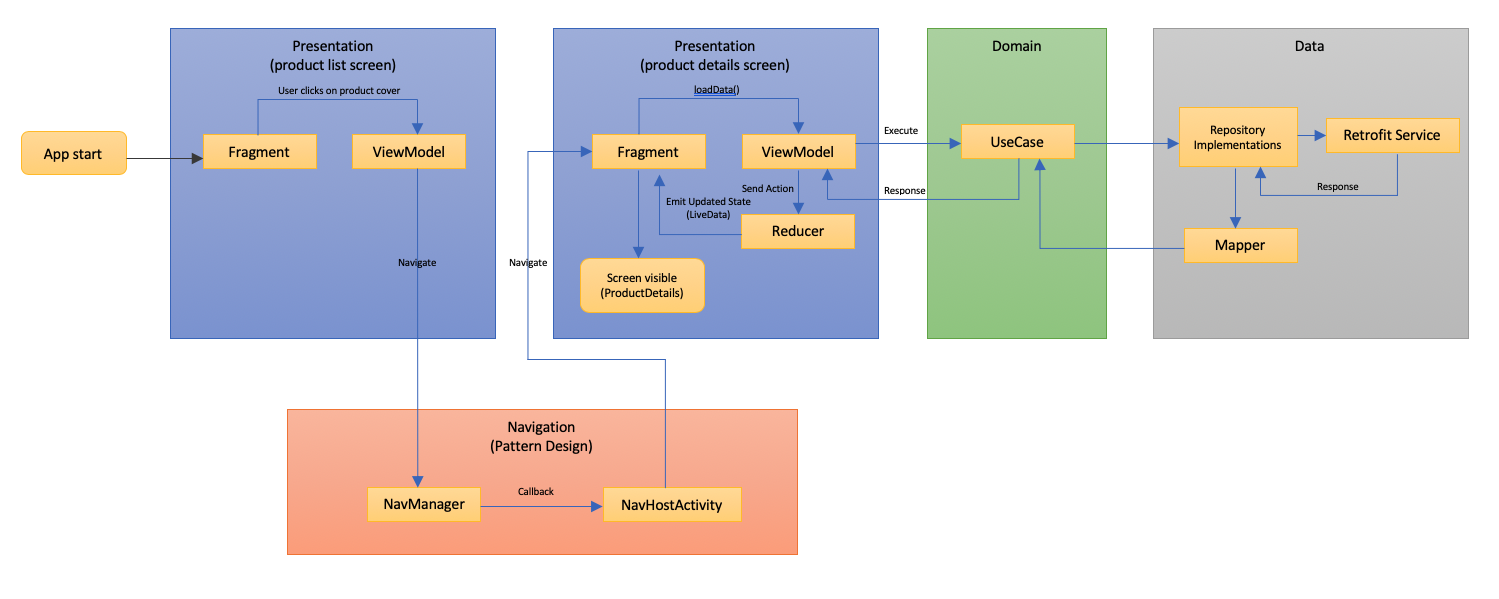 Presentation
(product list screen)
User clicks on product cover
App start
Fragment
ViewModel
Navigate
Presentation
(product details screen)
loadData()
Fragment
ViewModel
Send Action
Emit Updated State
(LiveData)
Reducer
Navigate
Screen visible
(ProductDetails)
Execute
Response
Domain
UseCase
Data
Repository
Implementations
Retrofit Service
Response
Mapper
Navigation
(Pattern Design)
NavManager
Callback
NavHostActivity